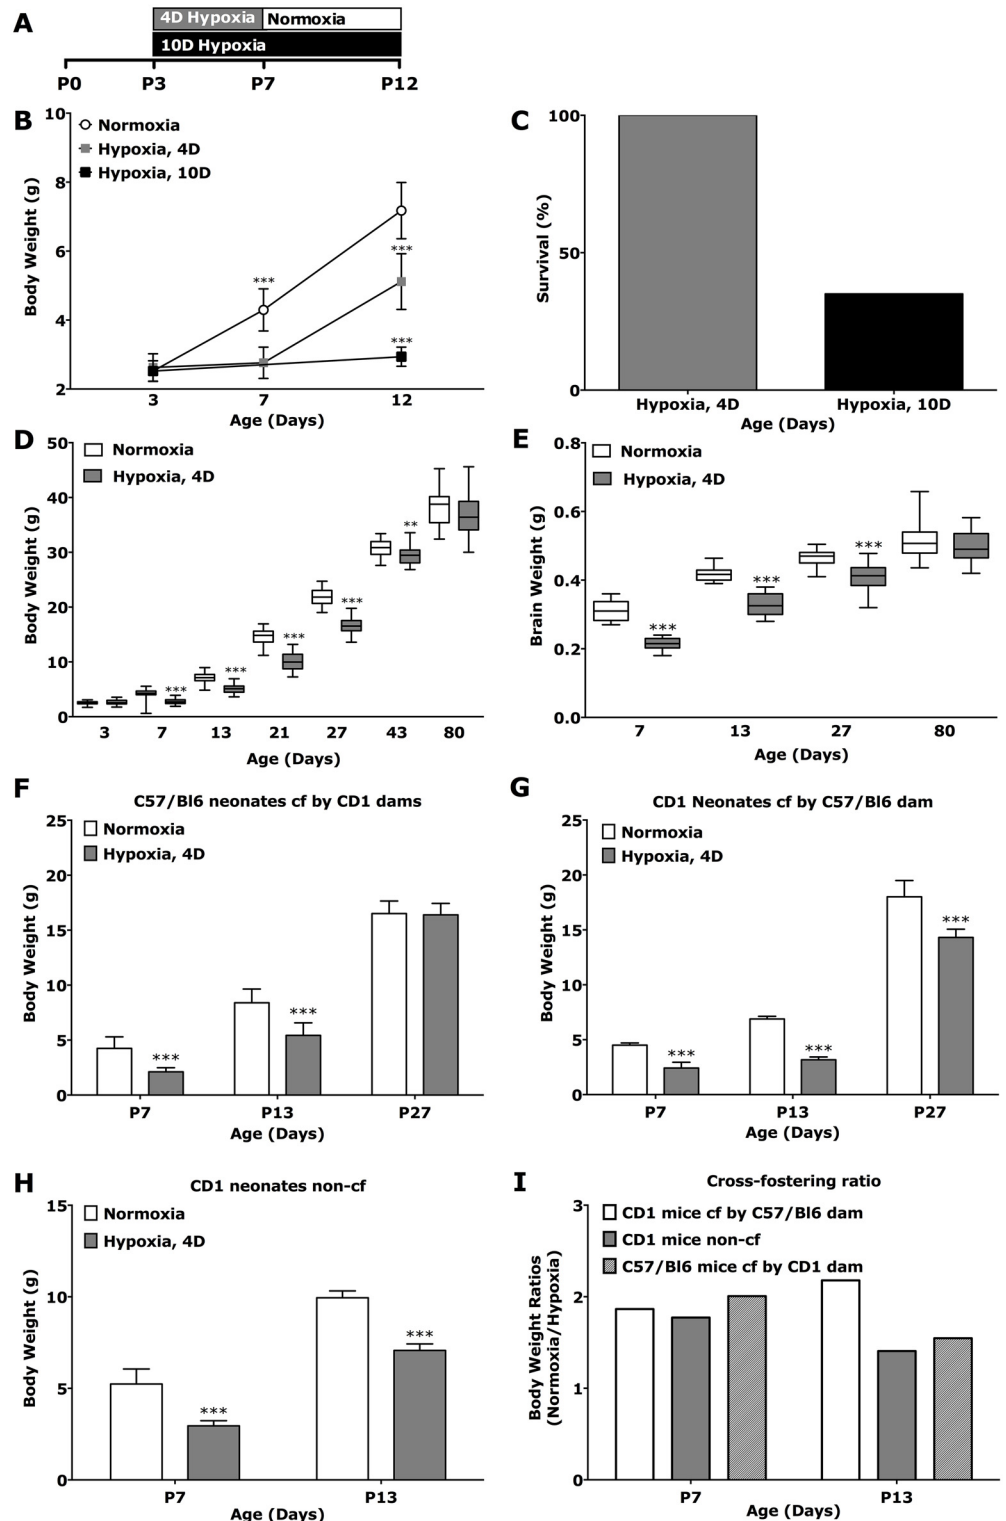 A
4D Hypoxia Normoxia
10D Hypoxia
P0 P3 P7 P12
B
10
8
6
4
2
Body Weight (g)
Normoxia
Hypoxia, 4D
Hypoxia, 10D
***
***
***
3 7 12
Age (Days)
C
100
50
0
Survival (%)
Hypoxia, 4D Hypoxia, 10D
Age (Days)
D
50
40
30
20
10
0
Body Weight (g)
Normoxia
Hypoxia, 4D
***
***
***
***
**
3 7 13 21 27 43 80
Age (Days)
E
0.8
0.6
0.4
0.2
0.0
Brain Weight (g)
Normoxia
Hypoxia, 4D
***
***
***
7 13 27 80
Age (Days)
F
C57/Bl6 neonates cf by CD1 dams
25
20
15
10
5
0
Body Weight (g)
Normoxia
Hypoxia, 4D
***
***
P7 P13 P27
Age (Days)
G
CD1 Neonates cf by C57/Bl6 dam
25
20
15
10
5
0
Body Weight (g)
Normoxia
Hypoxia, 4D
***
***
***
P7 P13 P27
Age (Days)
H
CD1 neonates non-cf
15
10
5
0
Body Weight (g)
Normoxia
Hypoxia, 4D
***
***
P7 P13
Age (Days)
I
Cross-fostering ratio
3
2
1
0
Body Weight Ratios
(Normoxia/Hypoxia)
CD1 mice cf by C57/Bl6 dam
CD1 mice non-cf
C57/Bl6 mice cf by CD1 dam
P7 P13
Age (Days)